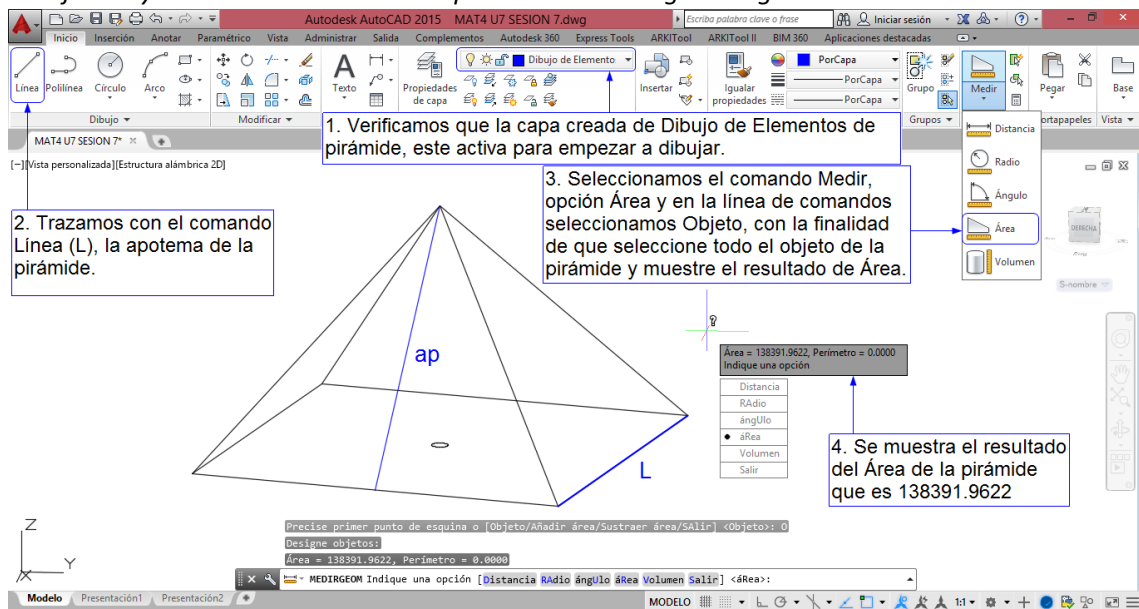 Autodesk AutoCAD 2015 MAT4 U7 SESION 7.dwg
Escriba palabra clave o frase
Iniciar sesión
Inicio Inserción Anotar Paramétrico Vista Administrar Salida Complementos Autodesk 360 Express Tools ARKITool ARKITool II BIM 360 Aplicaciones destacadas
Línea Polilínea Círculo Arco
Texto
Propiedades de capa
Dibujo de Elemento
Insertar
Igualar propiedades
PorCapa
PorCapa
PorCapa
Grupo
Medir
Pegar
Base
Dibujo
Modificar
Grupos
ortapapeles
Vista
MAT4 U7 SESION 7*
[−][Vista personalizada][Estructura alámbrica 2D]
1. Verificamos que la capa creada de Dibujo de Elementos de
pirámide, este activa para empezar a dibujar.
2. Trazamos con el comando
Línea (L), la apotema de la
pirámide.
3. Seleccionamos el comando Medir,
opción Área y en la línea de comandos
seleccionamos Objeto, con la finalidad
de que seleccione todo el objeto de la
pirámide y muestre el resultado de Área.
Distancia
Radio
Ángulo
Área
Volumen
DERECHA
S-nombre
ap
L
Área = 138391.9622, Perímetro = 0.0000
Indique una opción
Distancia
RAdio
ángUlo
áRea
Volumen
Salir
4. Se muestra el resultado
del Área de la pirámide
que es 138391.9622
Z
Y
X
Precise primer punto de esquina o [Objeto/Añadir área/Sustraer área/SAlir] <Objeto>: O
Designe objetos:
Área = 138391.9622, Perímetro = 0.0000
MEDIRGEOM Indique una opción [Distancia RAdio ángUlo áRea Volumen Salir] <áRea>:
Modelo Presentación1 Presentación2
MODELO
1:1